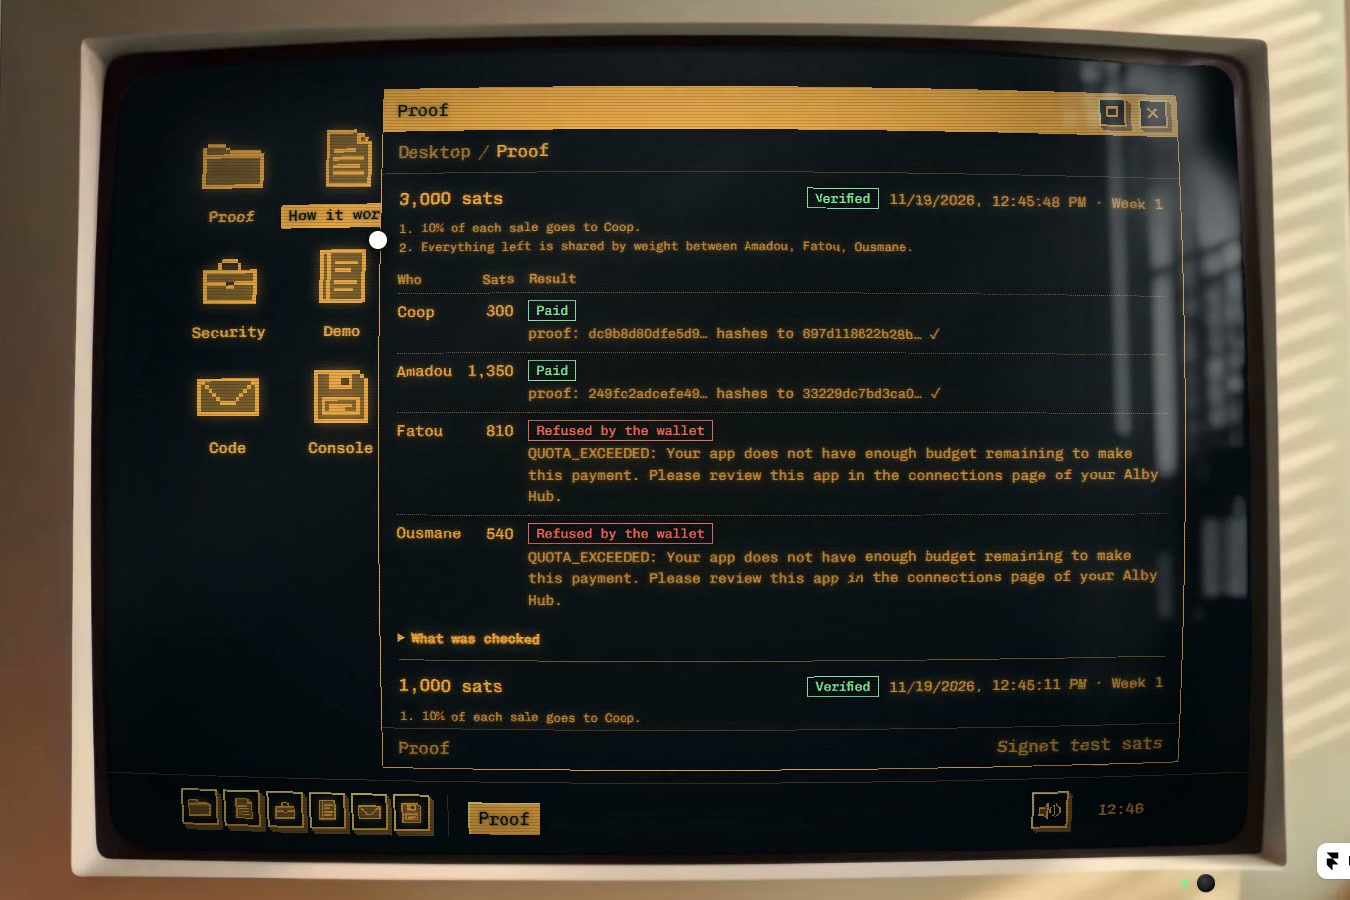 Proof
Desktop / Proof
3,000 sats
Verified
11/19/2026, 12:45:48 PM · Week 1
1. 10% of each sale goes to Coop.
2. Everything left is shared by weight between Amadou, Fatou, Ousmane.
Who Sats Result
Coop 300 Paid
proof: dc9b8d80dfe5d9… hashes to 697d118622b28b… ✓
Amadou 1,350 Paid
proof: 249fc2adcefe49… hashes to 33229dc7bd3ca0… ✓
Fatou 810 Refused by the wallet
QUOTA_EXCEEDED: Your app does not have enough budget remaining to make
this payment. Please review this app in the connections page of your Alby
Hub.
Ousmane 540 Refused by the wallet
QUOTA_EXCEEDED: Your app does not have enough budget remaining to make
this payment. Please review this app in the connections page of your Alby
Hub.
What was checked
1,000 sats
Verified
11/19/2026, 12:45:11 PM · Week 1
1. 10% of each sale goes to Coop.
Proof
Signet test sats
Proof
How it wor
Security
Demo
Code
Console
Proof
12:46